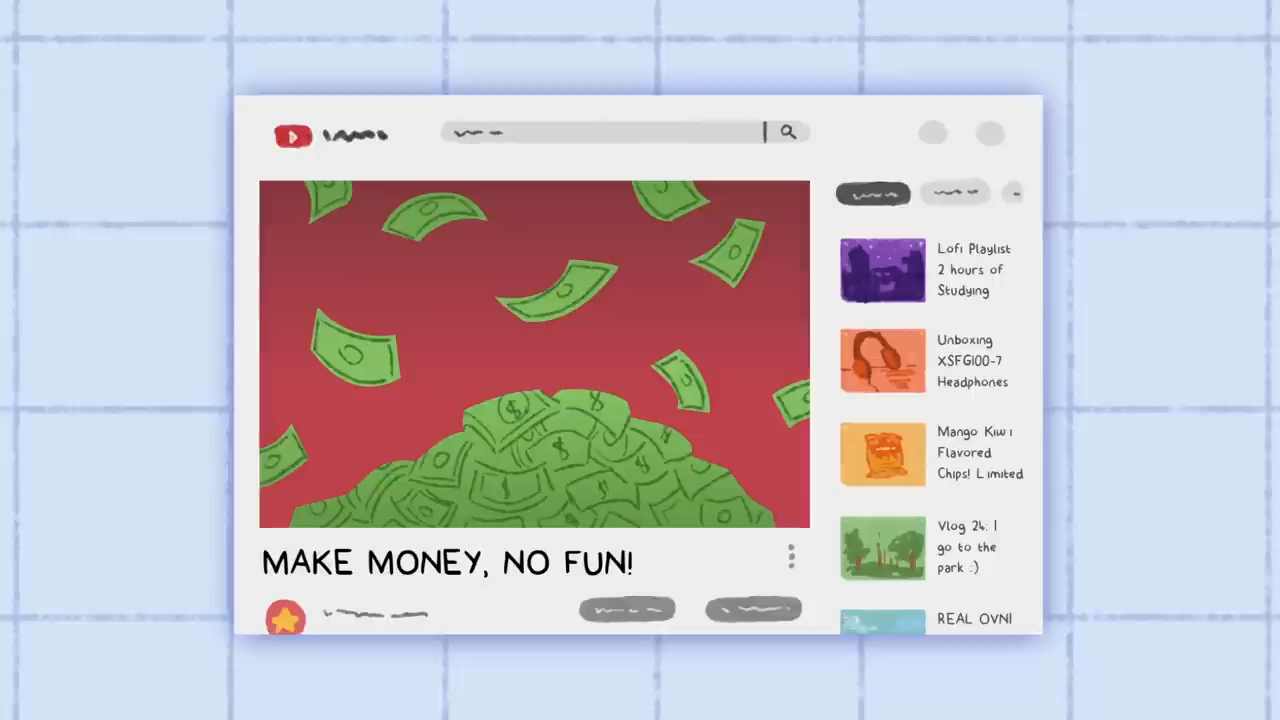 MAKE MONEY, NO FUN!
Lofi Playlist
2 hours of
Studying
Unboxing
XSFG100-7
Headphones
Mango Kiwi
Flavored
Chips! Limited
Vlog 24: I
go to the
park :)
REAL OVNI